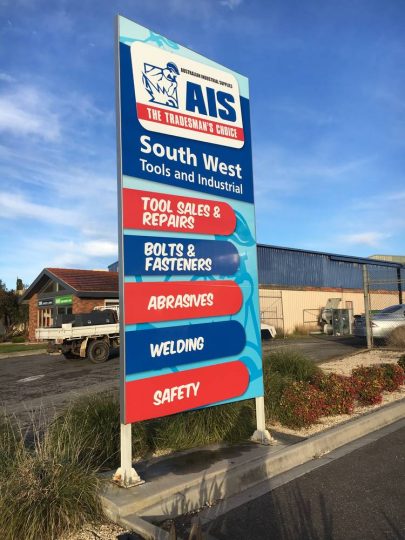 AUSTRALIAN INDUSTRIAL SUPPLIES
AIS
THE TRADESMAN'S CHOICE
South West
Tools and Industrial
TOOL SALES &
REPAIRS
BOLTS &
FASTENERS
ABRASIVES
WELDING
SAFETY